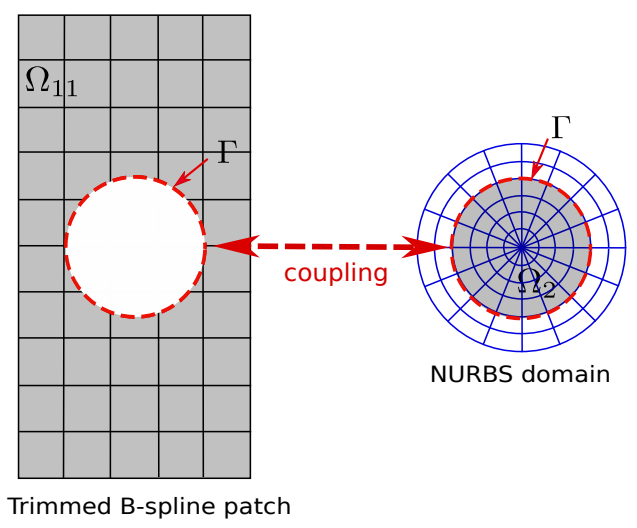 Ω₁₁
Γ
Γ
coupling
Ω₂
NURBS domain
Trimmed B-spline patch